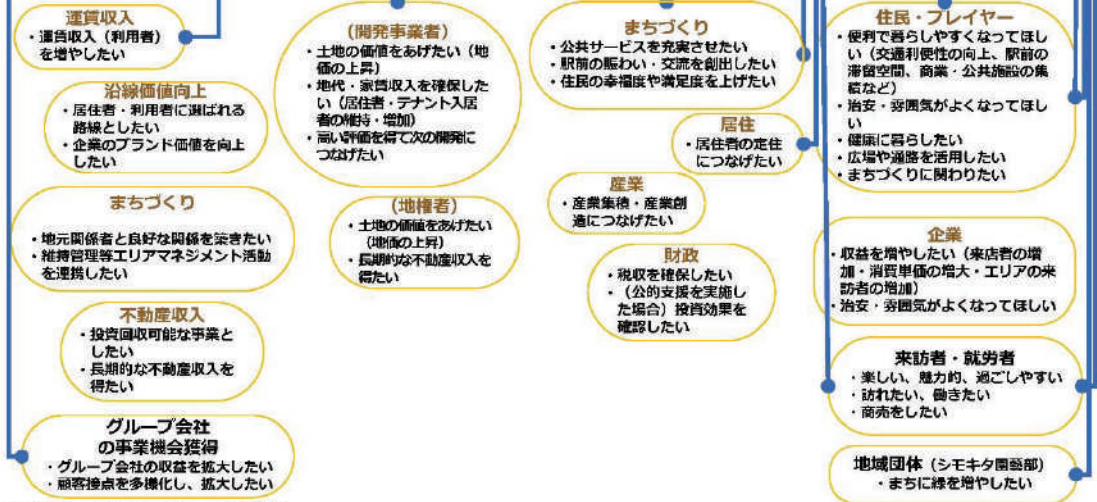 運賃収入
・運賃収入（利用者）
を増やしたい
沿線価値向上
・居住者・利用者に選ばれる
路線としたい
・企業のブランド価値を向上
したい
まちづくり
・地元関係者と良好な関係を築きたい
・維持管理等エリアマネジメント活動
を連携したい
不動産収入
・投資回収可能な事業と
したい
・長期的な不動産収入を
得たい
グループ会社
の事業機会獲得
・グループ会社の収益を拡大したい
・顧客接点を多様化し、拡大したい
（開発事業者）
・土地の価値をあげたい（地
価の上昇）
・地代・家賃収入を確保した
い（居住者・テナント入居
者の維持・増加）
・高い評価を得て次の開発に
つなげたい
（地権者）
・土地の価値をあげたい
（地価の上昇）
・長期的な不動産収入を
得たい
まちづくり
・公共サービスを充実させたい
・駅前の賑わい・交流を創出したい
・住民の幸福度や満足度を上げたい
居住
・居住者の定住
につなげたい
産業
・産業集積・産業創
造につなげたい
財政
・税収を確保したい
・（公的支援を実施し
た場合）投資効果を
確認したい
住民・プレイヤー
・便利で暮らしやすくなってほし
い（交通利便性の向上、駅前の
滞留空間、商業・公共施設の集
積など）
・治安・雰囲気がよくなってほし
い
・健康に暮らしたい
・広場や通路を活用したい
・まちづくりに関わりたい
企業
・収益を増やしたい（来店者の増
加・消費単価の増大・エリアの来
訪者の増加）
・治安・雰囲気がよくなってほしい
来訪者・就労者
・楽しい、魅力的、過ごしやすい
・訪れたい、働きたい
・商売をしたい
地域団体（シモキタ園藝部）
・まちに緑を増やしたい